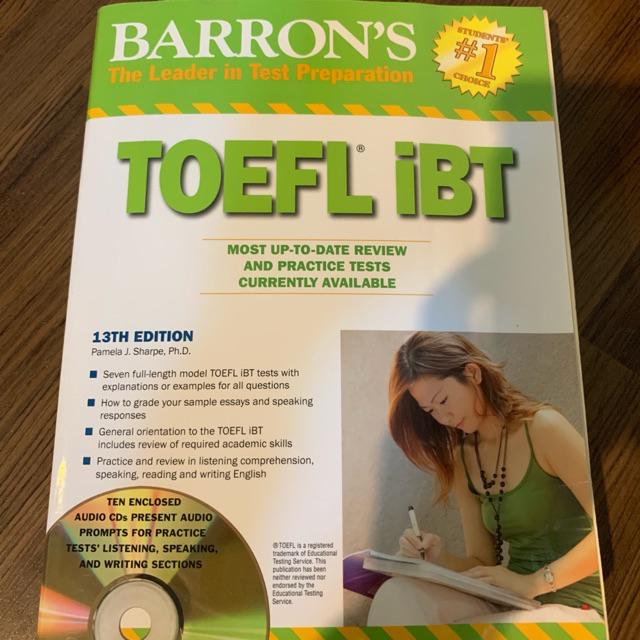 BARRON'S
The Leader in Test Preparation
STUDENTS'
#1
CHOICE
TOEFL® iBT
MOST UP-TO-DATE REVIEW
AND PRACTICE TESTS
CURRENTLY AVAILABLE
13TH EDITION
Pamela J. Sharpe, Ph.D.
■ Seven full-length model TOEFL iBT tests with
explanations or examples for all questions
■ How to grade your sample essays and speaking
responses
■ General orientation to the TOEFL iBT
includes review of required academic skills
■ Practice and review in listening comprehension,
speaking, reading and writing English
TEN ENCLOSED
AUDIO CDs PRESENT AUDIO
PROMPTS FOR PRACTICE
TESTS' LISTENING, SPEAKING,
AND WRITING SECTIONS
®TOEFL is a registered
trademark of Educational
Testing Service. This
publication has been
neither reviewed nor
endorsed by the
Educational Testing
Service.